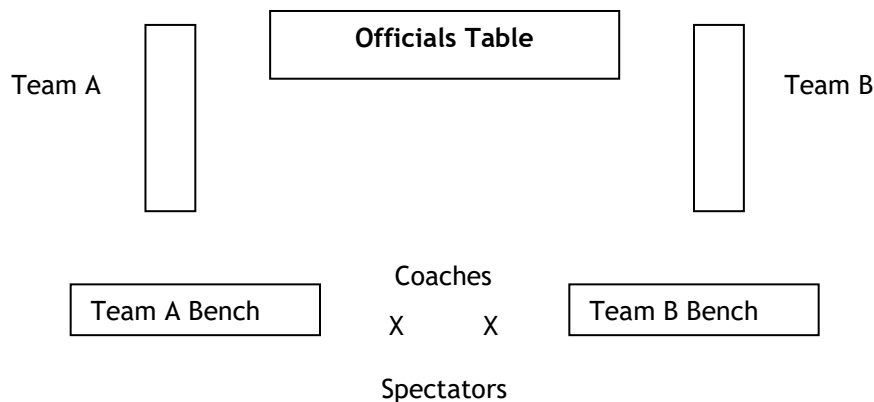 Officials Table
Team A
Team B
Coaches
Team A Bench
Team B Bench
X X
Spectators